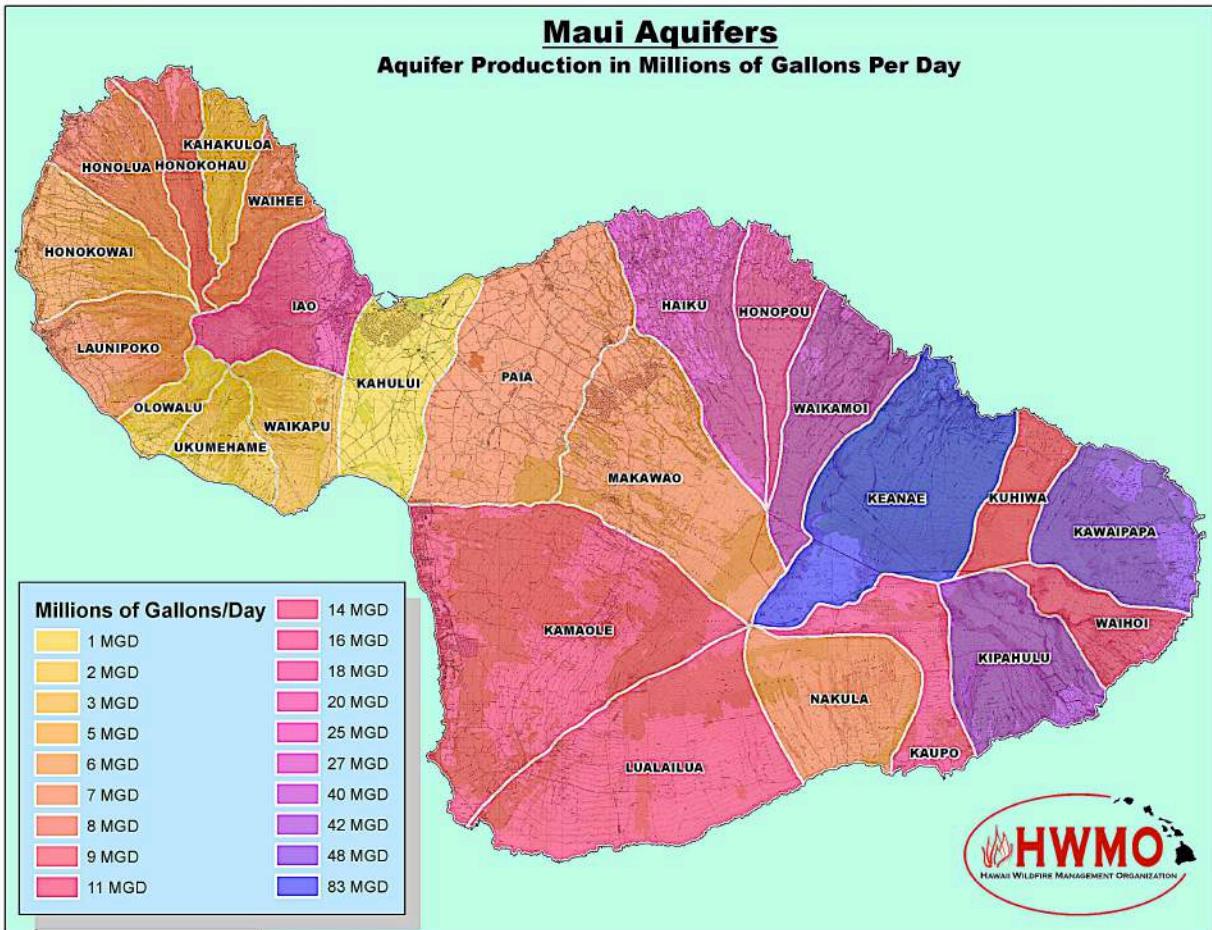 Maui Aquifers
Aquifer Production in Millions of Gallons Per Day
KAHAKULOA
HONOLUA
HONOKOHAU
WAIHEE
HONOKOWAI
IAO
HAIKU
HONOPOU
LAUNIPOKO
KAHULUI
PAIA
OLOWALU
WAIKAPU
WAIKAMOI
UKUMEHAME
MAKAWAO
KEANAE
KUHIWA
KAWAIPAPA
KAMAOLE
WAIHOI
KIPAHULU
NAKULA
KAUPO
LUALAILUA
Millions of Gallons/Day
1 MGD
2 MGD
3 MGD
5 MGD
6 MGD
7 MGD
8 MGD
9 MGD
11 MGD
14 MGD
16 MGD
18 MGD
20 MGD
25 MGD
27 MGD
40 MGD
42 MGD
48 MGD
83 MGD
HWMO
HAWAII WILDFIRE MANAGEMENT ORGANIZATION